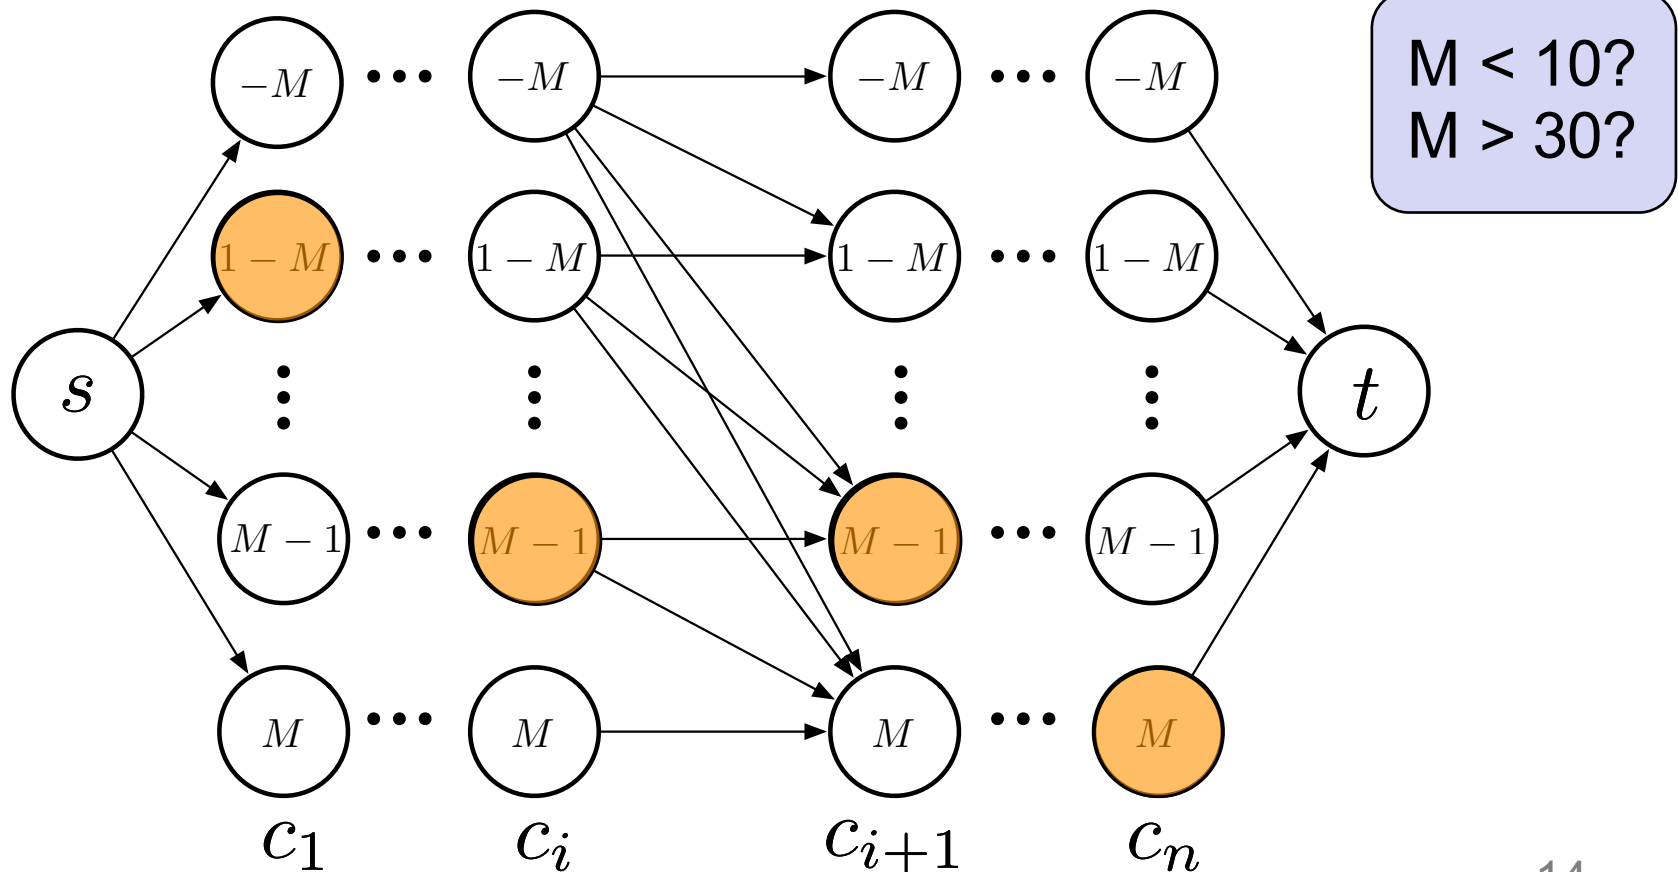 M < 10?
M > 30?
−M ••• −M −M ••• −M
1 − M ••• 1 − M 1 − M ••• 1 − M
s
t
M − 1 ••• M − 1 M − 1 ••• M − 1
M ••• M M ••• M
c₁ cᵢ cᵢ₊₁ cₙ